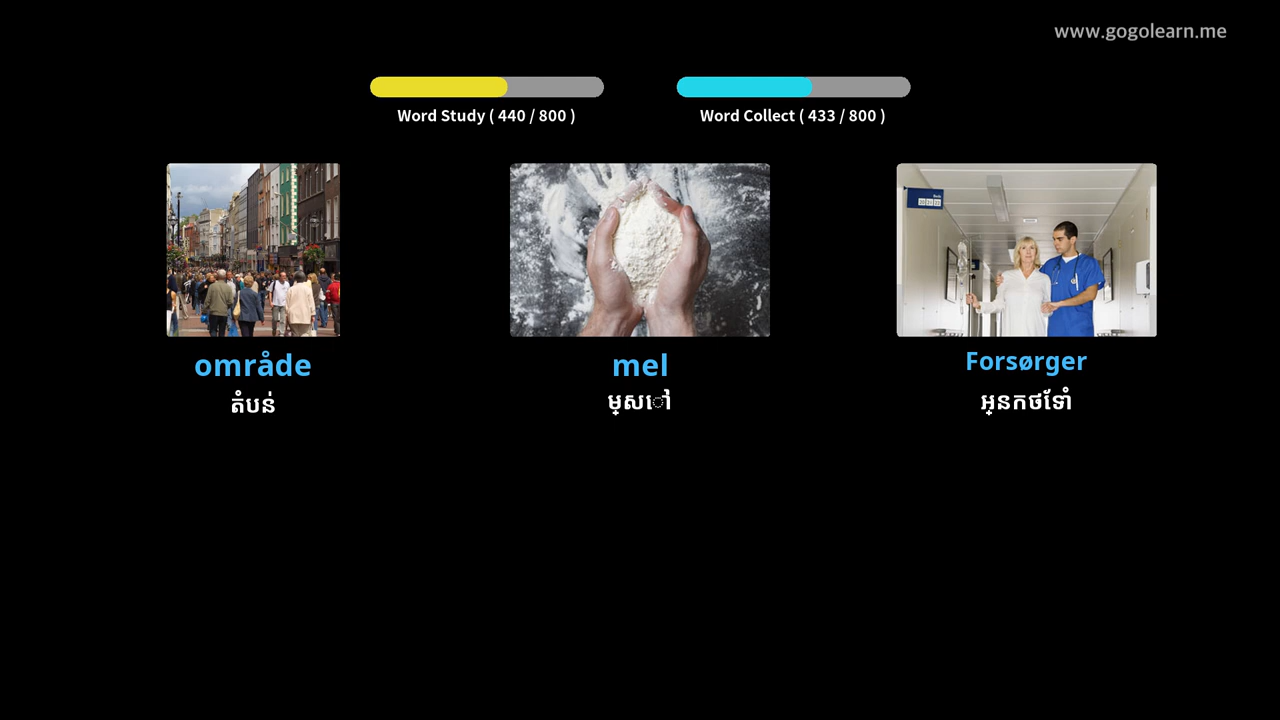 www.gogolearn.me
Word Study ( 440 / 800 )
Word Collect ( 433 / 800 )
område
mel
Forsørger
តំបន់
ម្សៅ
អ្នកថទាំែ